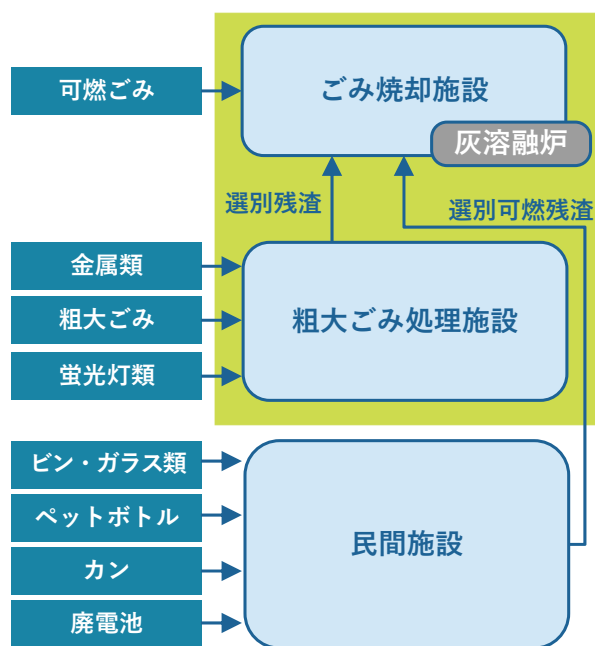 可燃ごみ
ごみ焼却施設
灰溶融炉
選別残渣
選別可燃残渣
金属類
粗大ごみ
蛍光灯類
粗大ごみ処理施設
ビン・ガラス類
ペットボトル
カン
廃電池
民間施設